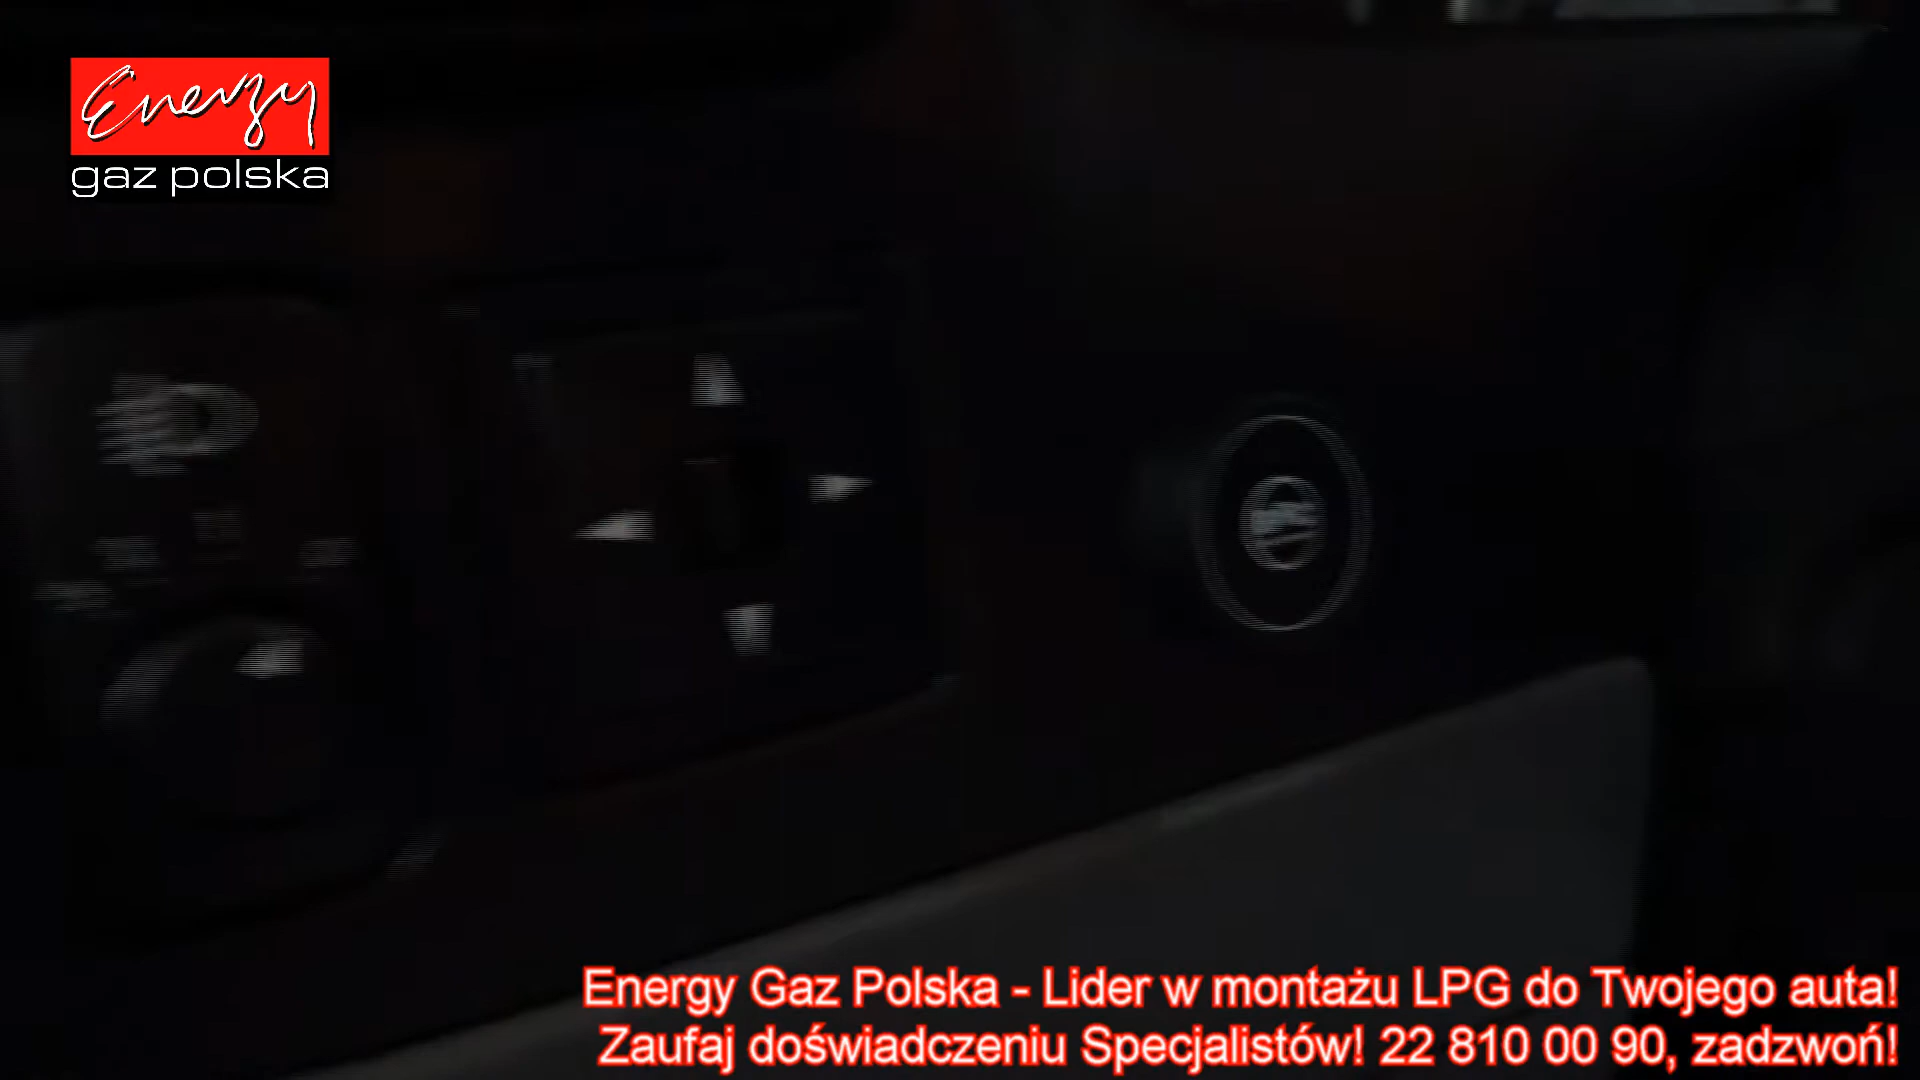 Energy
gaz polska
Energy Gaz Polska - Lider w montażu LPG do Twojego auta!
Zaufaj doświadczeniu Specjalistów! 22 810 00 90, zadzwoń!